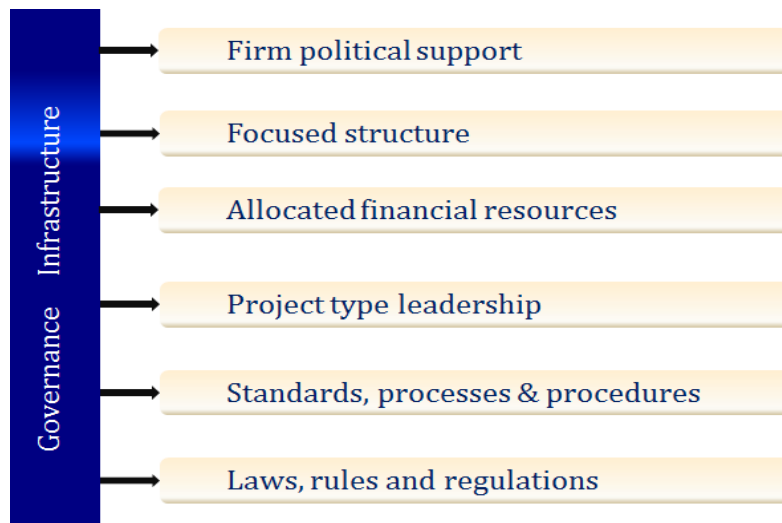 Governance Infrastructure
Firm political support
Focused structure
Allocated financial resources
Project type leadership
Standards, processes & procedures
Laws, rules and regulations